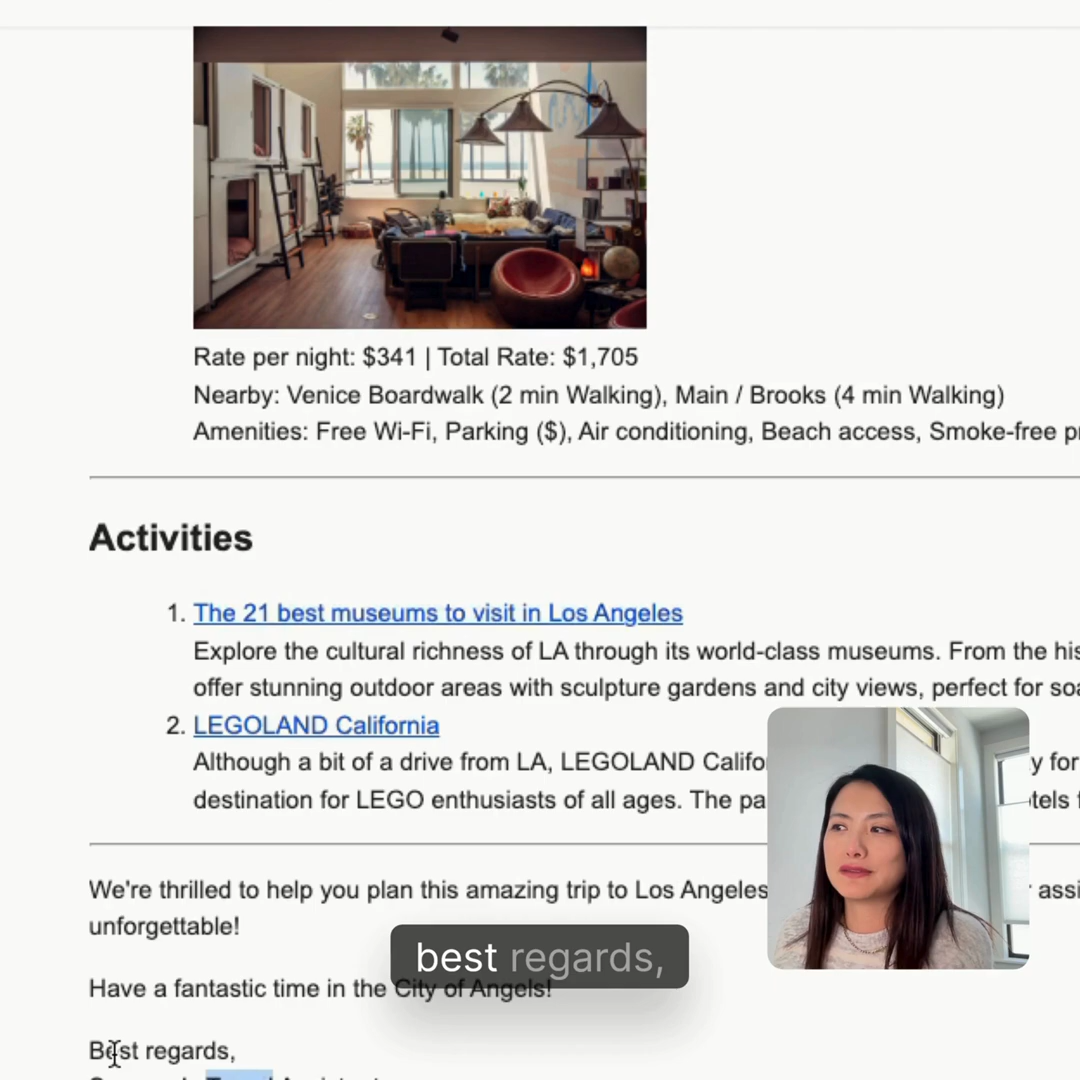 Rate per night: $341 | Total Rate: $1,705
Nearby: Venice Boardwalk (2 min Walking), Main / Brooks (4 min Walking)
Amenities: Free Wi-Fi, Parking ($), Air conditioning, Beach access, Smoke-free
Activities
1. The 21 best museums to visit in Los Angeles
Explore the cultural richness of LA through its world-class museums. From the
offer stunning outdoor areas with sculpture gardens and city views, perfect for
2. LEGOLAND California
Although a bit of a drive from LA, LEGOLAND for
destination for LEGO enthusiasts of all ages. The
We're thrilled to help you plan this amazing trip to Los Angeles
unforgettable!
best regards,
Have a fantastic time in the City of Angels!
Best regards,